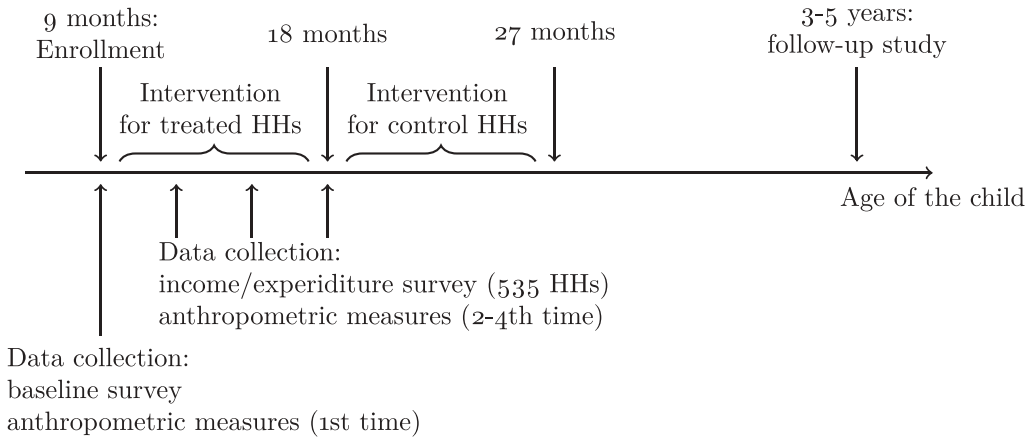 9 months:
Enrollment
18 months
27 months
3-5 years:
follow-up study
Intervention
for treated HHs
Intervention
for control HHs
Age of the child
Data collection:
income/experiditure survey (535 HHs)
anthropometric measures (2-4th time)
Data collection:
baseline survey
anthropometric measures (1st time)